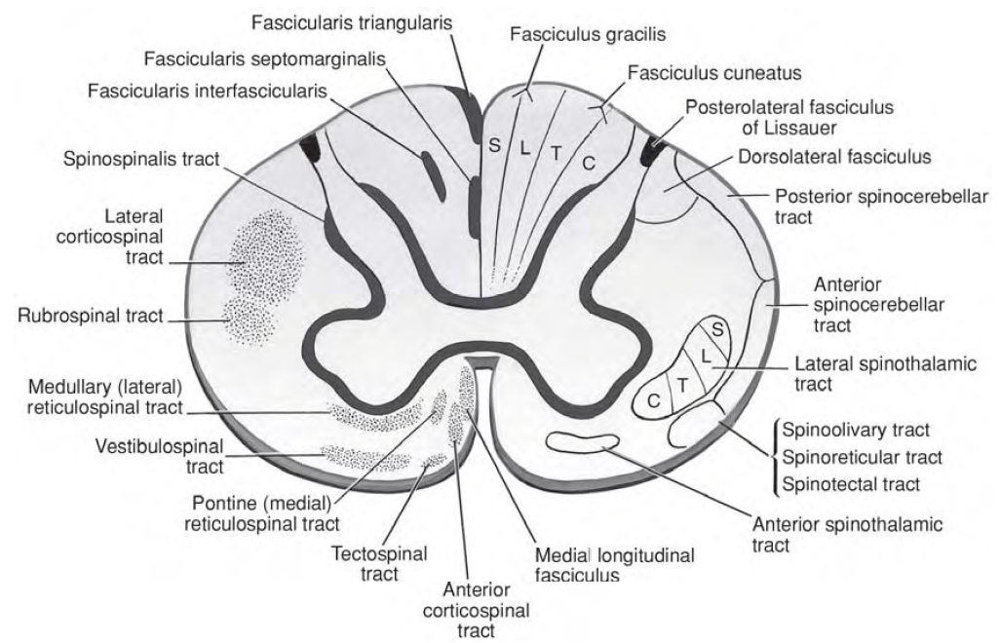 Fascicularis triangularis
Fasciculus gracilis
Fascicularis septomarginalis
Fasciculus cuneatus
Fascicularis interfascicularis
Posterolateral fasciculus
of Lissauer
Spinospinalis tract
Dorsolateral fasciculus
S L T C
Posterior spinocerebellar
tract
Lateral
corticospinal
tract
Anterior
spinocerebellar
tract
Rubrospinal tract
S
L
T
C
Lateral spinothalamic
tract
Medullary (lateral)
reticulospinal tract
Spinoolivary tract
Spinoreticular tract
Spinotectal tract
Vestibulospinal
tract
Pontine (medial)
reticulospinal tract
Anterior spinothalamic
tract
Tectospinal
tract
Medial longitudinal
fasciculus
Anterior
corticospinal
tract